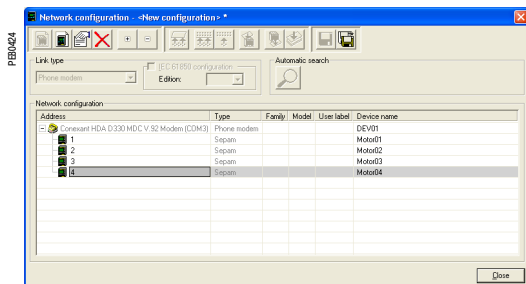 Network configuration - <New configuration> *
PEB0424
Link type
Phone modem
IEC 61850 configuration
Edition:
Automatic search
Network configuration
Address Type Family Model User label Device name
Conexant HDA D330 MDC V.92 Modem (COM3) Phone modem DEV01
1 Sepam Motor01
2 Sepam Motor02
3 Sepam Motor03
4 Sepam Motor04
Close